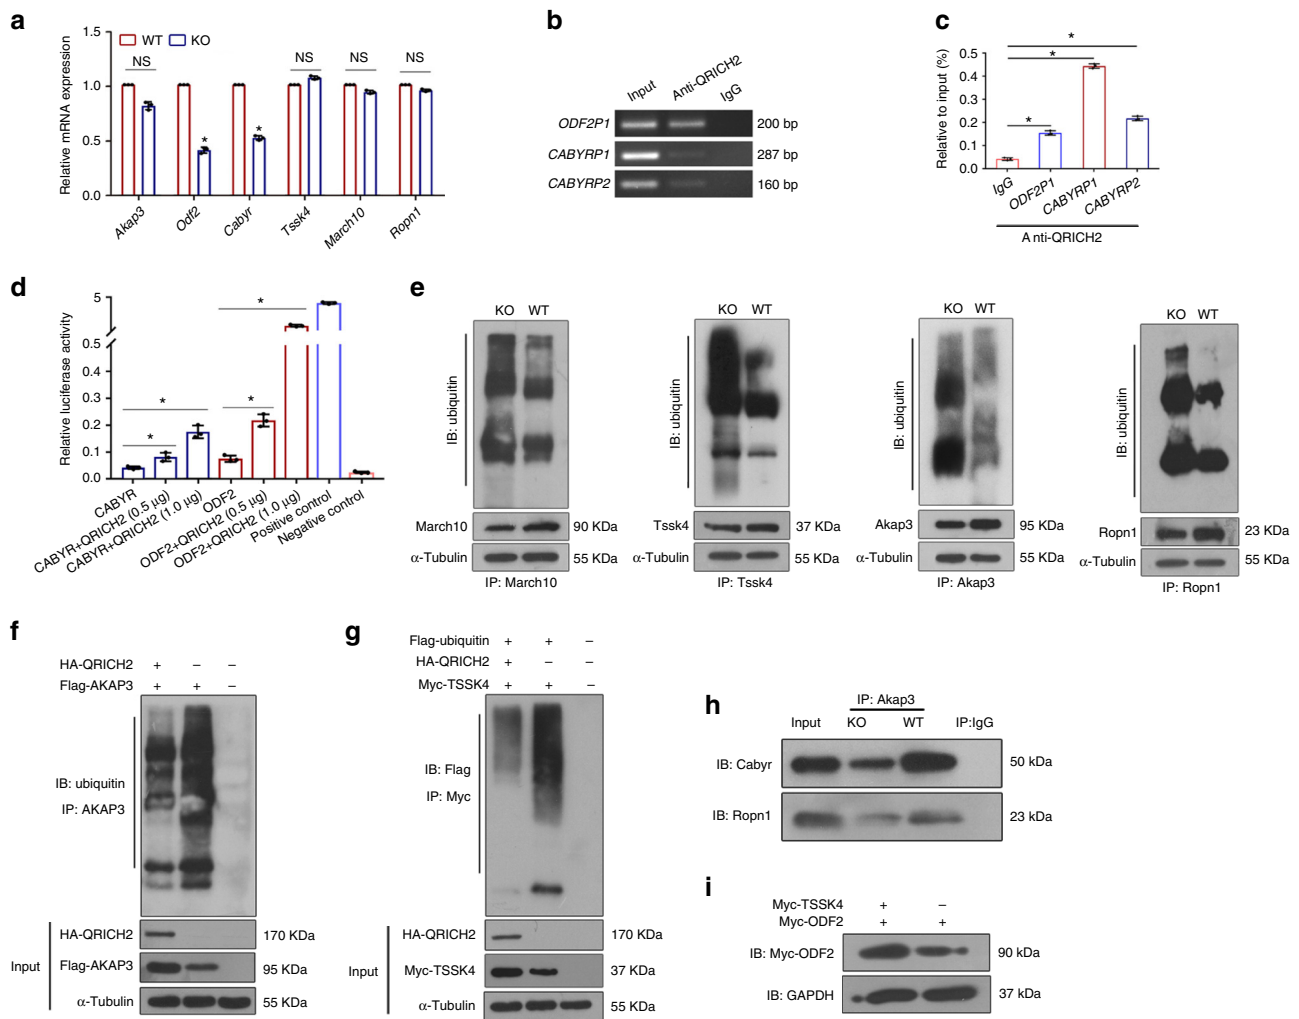 a
Relative mRNA expression
1.5
1.0
0.5
0.0
WT KO
NS * * NS NS NS
Akap3 Odf2 Cabyr Tssk4 March10 Ropn1
b
Input Anti-QRICH2 IgG
ODF2P1 200 bp
CABYRP1 287 bp
CABYRP2 160 bp
c
Relative to input (%)
0.5
0.4
0.3
0.2
0.1
0.0
*
*
*
IgG ODF2P1 CABYRP1 CABYRP2
Anti-QRICH2
d
Relative luciferase activity
5
0.5
0.4
0.3
0.2
0.1
0.0
* * * *
CABYR
CABYR+QRICH2 (0.5 μg)
CABYR+QRICH2 (1.0 μg)
ODF2
ODF2+QRICH2 (0.5 μg)
ODF2+QRICH2 (1.0 μg)
Positive control
Negative control
e
KO WT
IB: ubiquitin
March10 90 KDa
α-Tubulin 55 KDa
IP: March10
KO WT
IB: ubiquitin
Tssk4 37 KDa
α-Tubulin 55 KDa
IP: Tssk4
KO WT
IB: ubiquitin
Akap3 95 KDa
α-Tubulin 55 KDa
IP: Akap3
KO WT
IB: ubiquitin
Ropn1 23 KDa
α-Tubulin 55 KDa
IP: Ropn1
f
HA-QRICH2 + – –
Flag-AKAP3 + + –
IB: ubiquitin
IP: AKAP3
Input
HA-QRICH2 170 KDa
Flag-AKAP3 95 KDa
α-Tubulin 55 KDa
g
Flag-ubiquitin + + –
HA-QRICH2 + – –
Myc-TSSK4 + + –
IB: Flag
IP: Myc
Input
HA-QRICH2 170 KDa
Myc-TSSK4 37 KDa
α-Tubulin 55 KDa
h
IP: Akap3
Input KO WT IP:IgG
IB: Cabyr 50 kDa
IB: Ropn1 23 kDa
i
Myc-TSSK4 + –
Myc-ODF2 + +
IB: Myc-ODF2 90 kDa
IB: GAPDH 37 kDa